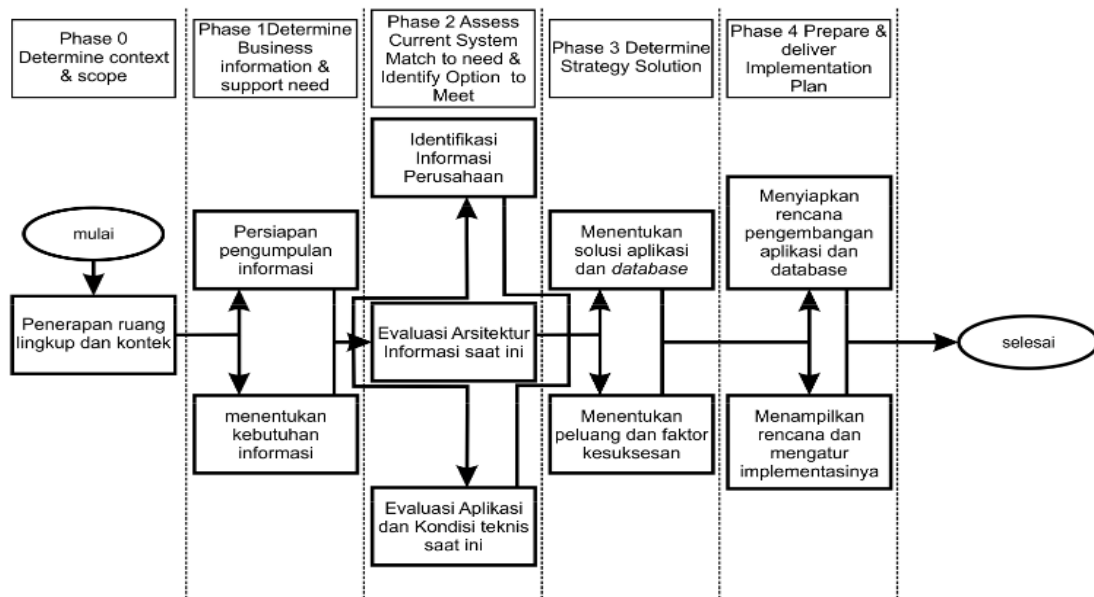 Phase 0
Determine context
& scope
Phase 1Determine
Business
information &
support need
Phase 2 Assess
Current System
Match to need &
Identify Option to
Meet
Phase 3 Determine
Strategy Solution
Phase 4 Prepare &
deliver
Implementation
Plan
mulai
Penerapan ruang
lingkup dan kontek
Persiapan
pengumpulan
informasi
menentukan
kebutuhan
informasi
Identifikasi
Informasi
Perusahaan
Evaluasi Arsitektur
Informasi saat ini
Evaluasi Aplikasi
dan Kondisi teknis
saat ini
Menentukan
solusi aplikasi
dan database
Menentukan
peluang dan faktor
kesuksesan
Menyiapkan
rencana
pengembangan
aplikasi dan
database
Menampilkan
rencana dan
mengatur
implementasinya
selesai